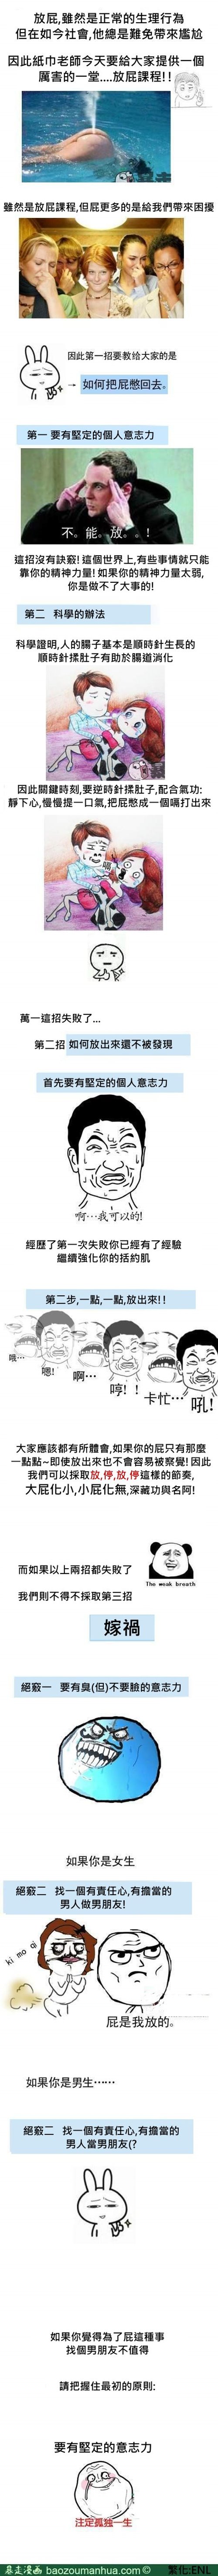 放屁,雖然是正常的生理行為
但在如今社會,他總是難免帶來尷尬
因此紙巾老師今天要給大家提供一個
厲害的一堂....放屁課程!!
雖然是放屁課程,但屁更多的是給我們帶來困擾
因此第一招要教給大家的是
→ 如何把屁憋回去。
第一 要有堅定的個人意志力
不。能。放。。!
這招沒有訣竅! 這個世界上,有些事情就只能
靠你的精神力量! 如果你的精神力量太弱,
你是做不了大事的!
第二 科學的辦法
科學證明,人的腸子基本是順時針生長的
順時針揉肚子有助於腸道消化
因此關鍵時刻,要逆時針揉肚子,配合氣功:
靜下心,慢慢提一口氣,把屁憋成一個嗝打出來
嗝
萬一這招失敗了...
第二招 如何放出來還不被發現
首先要有堅定的個人意志力
啊…我可以的!
經歷了第一次失敗你已經有了經驗
繼續強化你的括約肌
第二步,一點,一點,放出來!!
哦…
嗯!
啊…
哼!!
卡忙…
吼!
大家應該都有所體會,如果你的屁只有那麼
一點點~即使放出來也不會容易被察覺! 因此
我們可以採取放,停,放,停這樣的節奏,
大屁化小,小屁化無,深藏功與名阿!
而如果以上兩招都失敗了
The weak breath
我們則不得不採取第三招
嫁禍
絕竅一 要有臭(但)不要臉的意志力
如果你是女生
絕竅二 找一個有責任心,有擔當的
男人做男朋友!
ki mo qi
屁是我放的。
如果你是男生……
絕竅二 找一個有責任心,有擔當的
男人當男朋友(?
如果你覺得為了屁這種事
找個男朋友不值得
請把握住最初的原則:
要有堅定的意志力
注定孤独一生
暴走漫画 baozoumanhua.com © 繁化:ENL